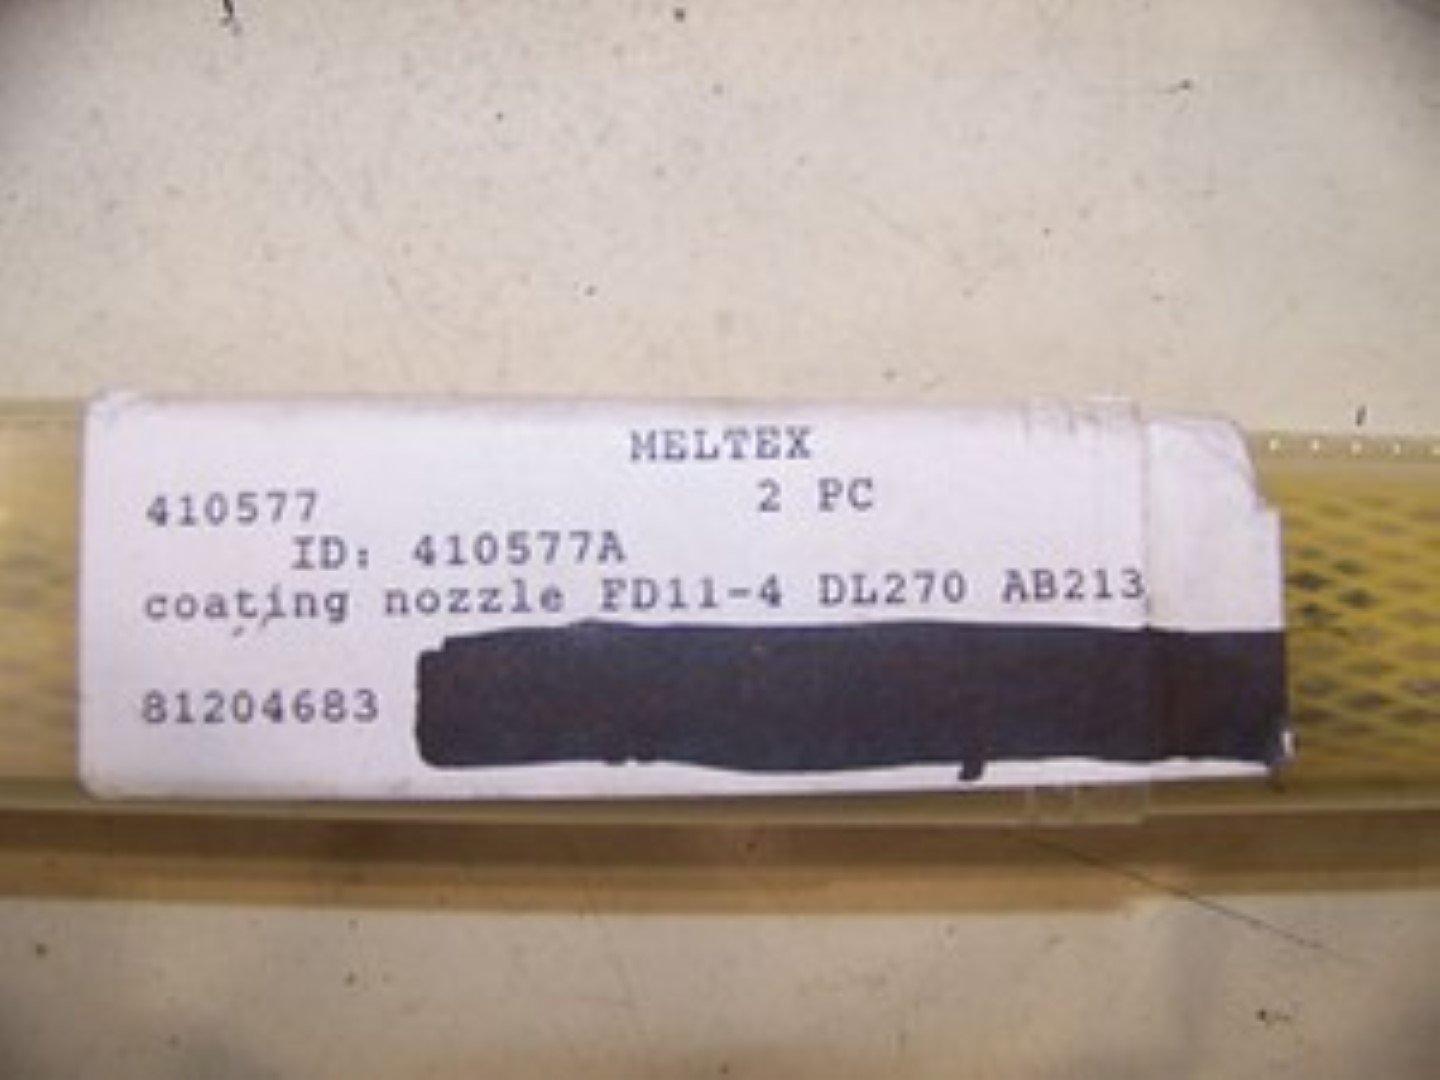 MELTEX
410577 2 PC
ID: 410577A
coating nozzle FD11-4 DL270 AB213
81204683